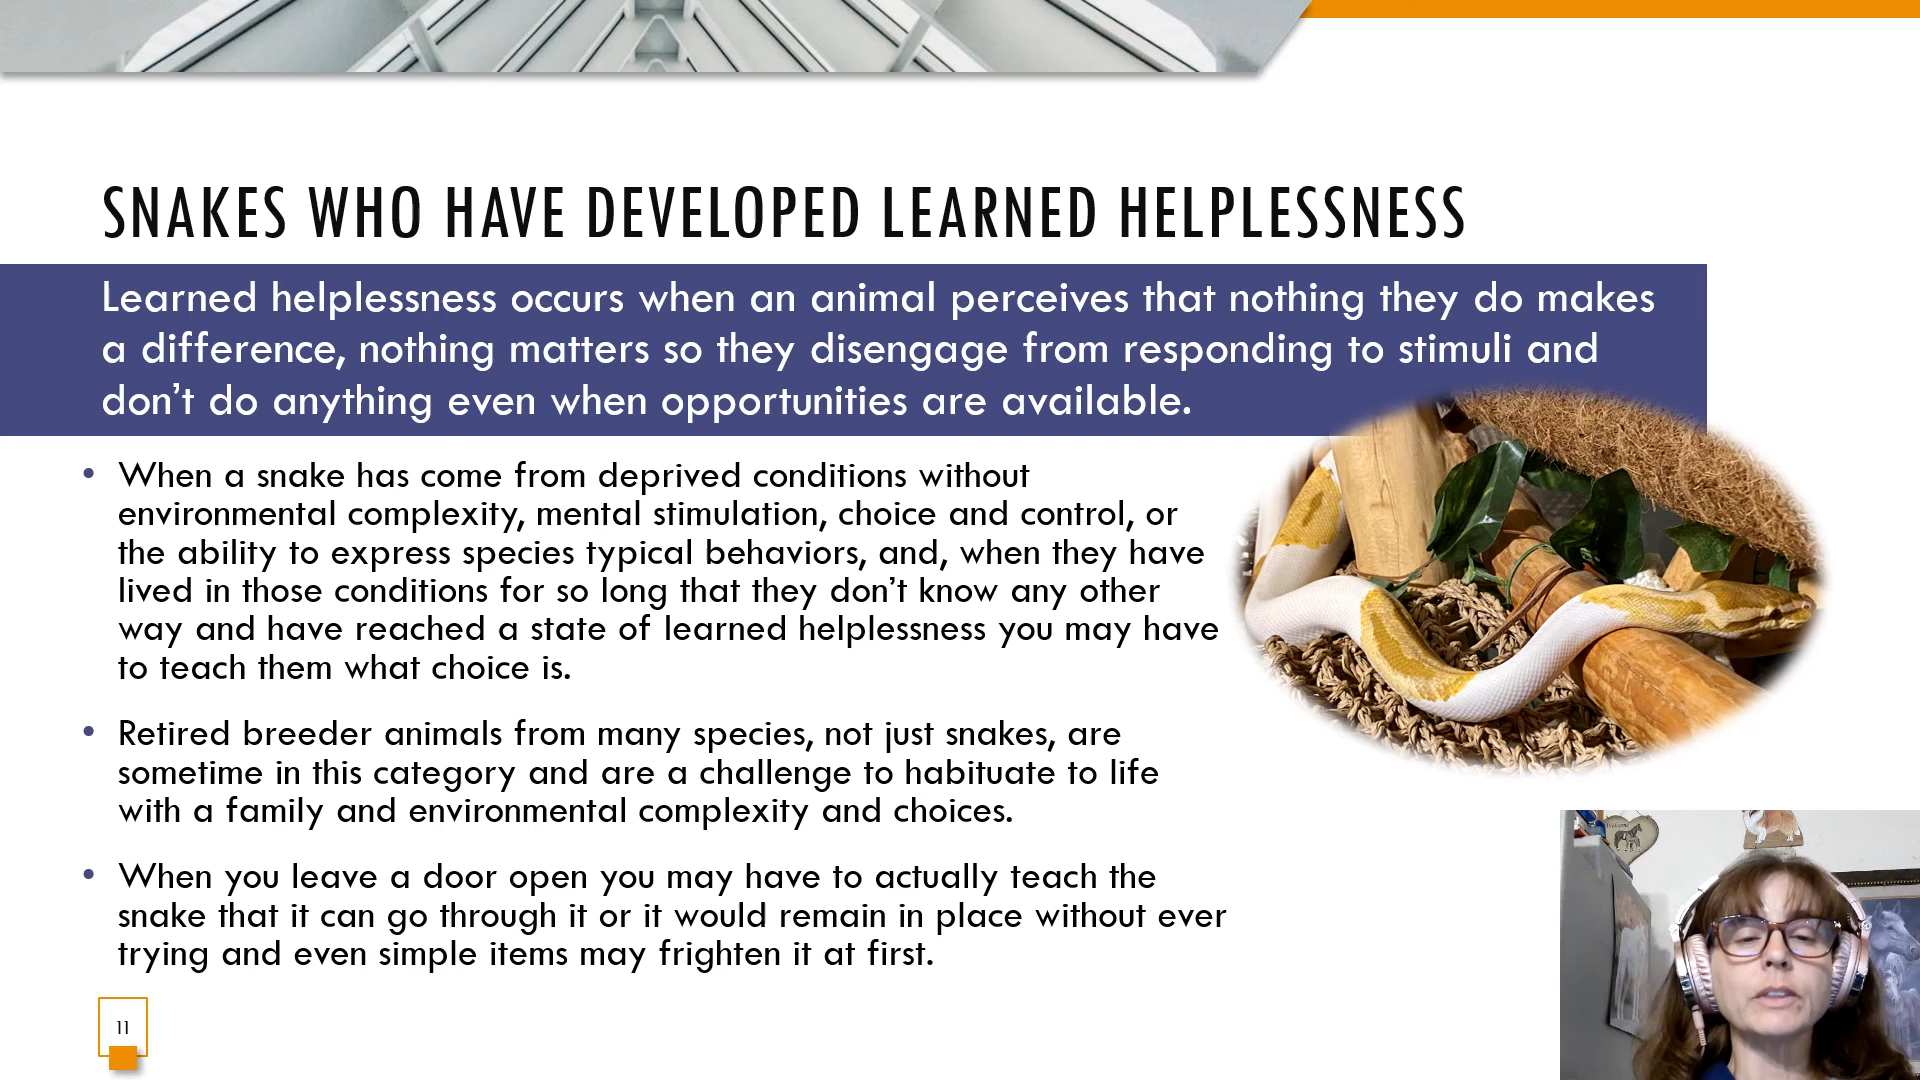 SNAKES WHO HAVE DEVELOPED LEARNED HELPLESSNESS
Learned helplessness occurs when an animal perceives that nothing they do makes
a difference, nothing matters so they disengage from responding to stimuli and
don't do anything even when opportunities are available.
• When a snake has come from deprived conditions without
environmental complexity, mental stimulation, choice and control, or
the ability to express species typical behaviors, and, when they have
lived in those conditions for so long that they don't know any other
way and have reached a state of learned helplessness you may have
to teach them what choice is.
• Retired breeder animals from many species, not just snakes, are
sometime in this category and are a challenge to habituate to life
with a family and environmental complexity and choices.
• When you leave a door open you may have to actually teach the
snake that it can go through it or it would remain in place without ever
trying and even simple items may frighten it at first.
11
Welcome